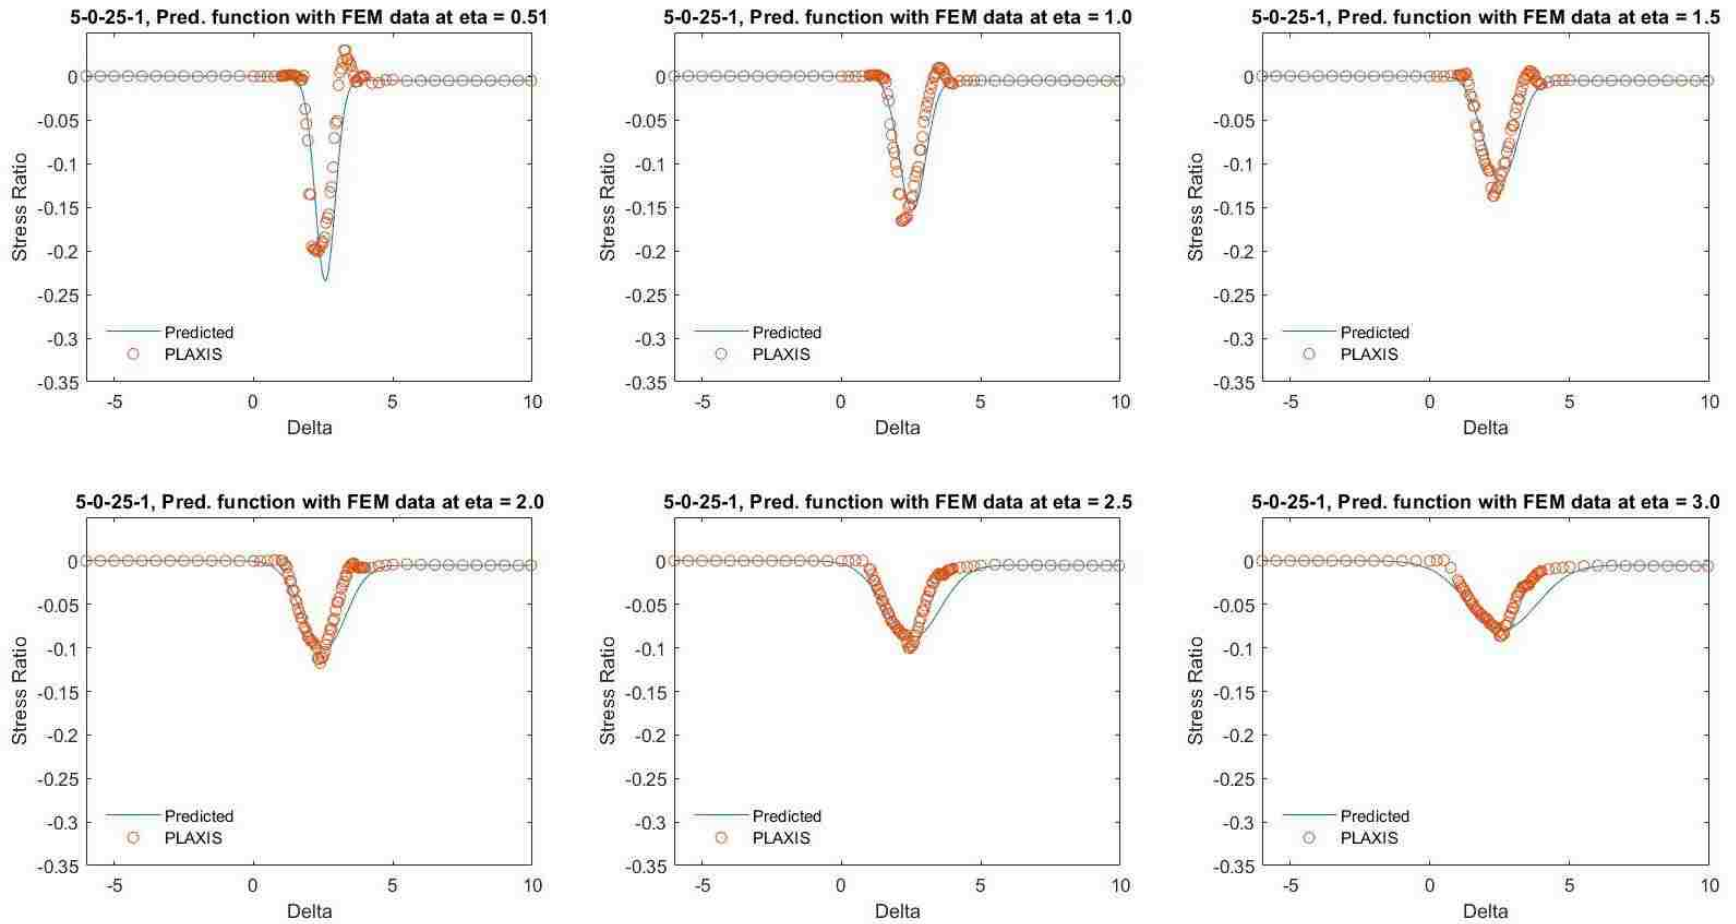 5-0-25-1, Pred. function with FEM data at eta = 0.51
0
-0.05
-0.1
-0.15
-0.2
-0.25
-0.3
-0.35
Stress Ratio
Predicted
PLAXIS
-5
0
5
10
Delta
5-0-25-1, Pred. function with FEM data at eta = 1.0
0
-0.05
-0.1
-0.15
-0.2
-0.25
-0.3
-0.35
Stress Ratio
Predicted
PLAXIS
-5
0
5
10
Delta
5-0-25-1, Pred. function with FEM data at eta = 1.5
0
-0.05
-0.1
-0.15
-0.2
-0.25
-0.3
-0.35
Stress Ratio
Predicted
PLAXIS
-5
0
5
10
Delta
5-0-25-1, Pred. function with FEM data at eta = 2.0
0
-0.05
-0.1
-0.15
-0.2
-0.25
-0.3
-0.35
Stress Ratio
Predicted
PLAXIS
-5
0
5
10
Delta
5-0-25-1, Pred. function with FEM data at eta = 2.5
0
-0.05
-0.1
-0.15
-0.2
-0.25
-0.3
-0.35
Stress Ratio
Predicted
PLAXIS
-5
0
5
10
Delta
5-0-25-1, Pred. function with FEM data at eta = 3.0
0
-0.05
-0.1
-0.15
-0.2
-0.25
-0.3
-0.35
Stress Ratio
Predicted
PLAXIS
-5
0
5
10
Delta